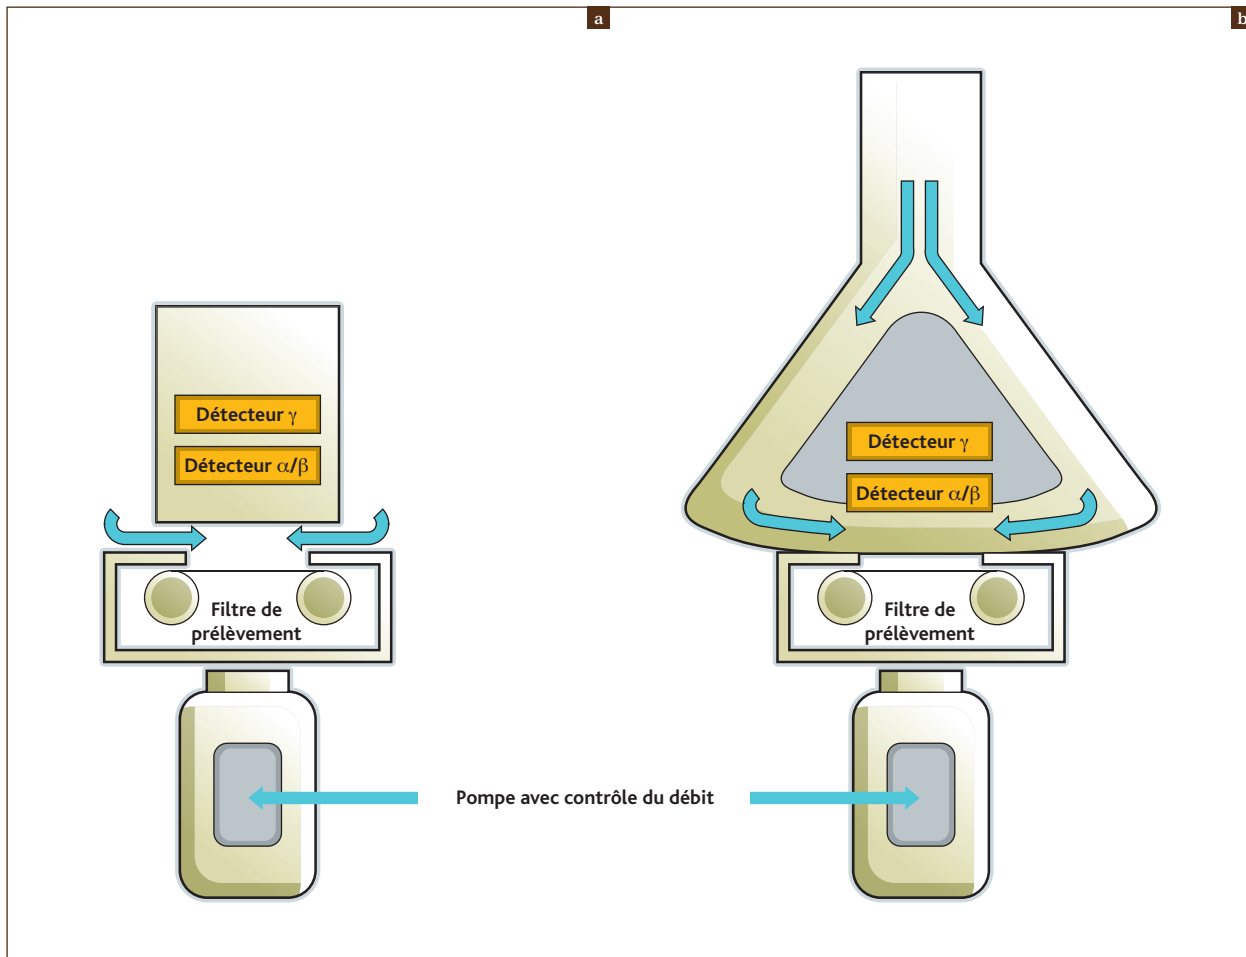 a
b
Détecteur γ
Détecteur α/β
Filtre de
prélèvement
Détecteur γ
Détecteur α/β
Filtre de
prélèvement
Pompe avec contrôle du débit